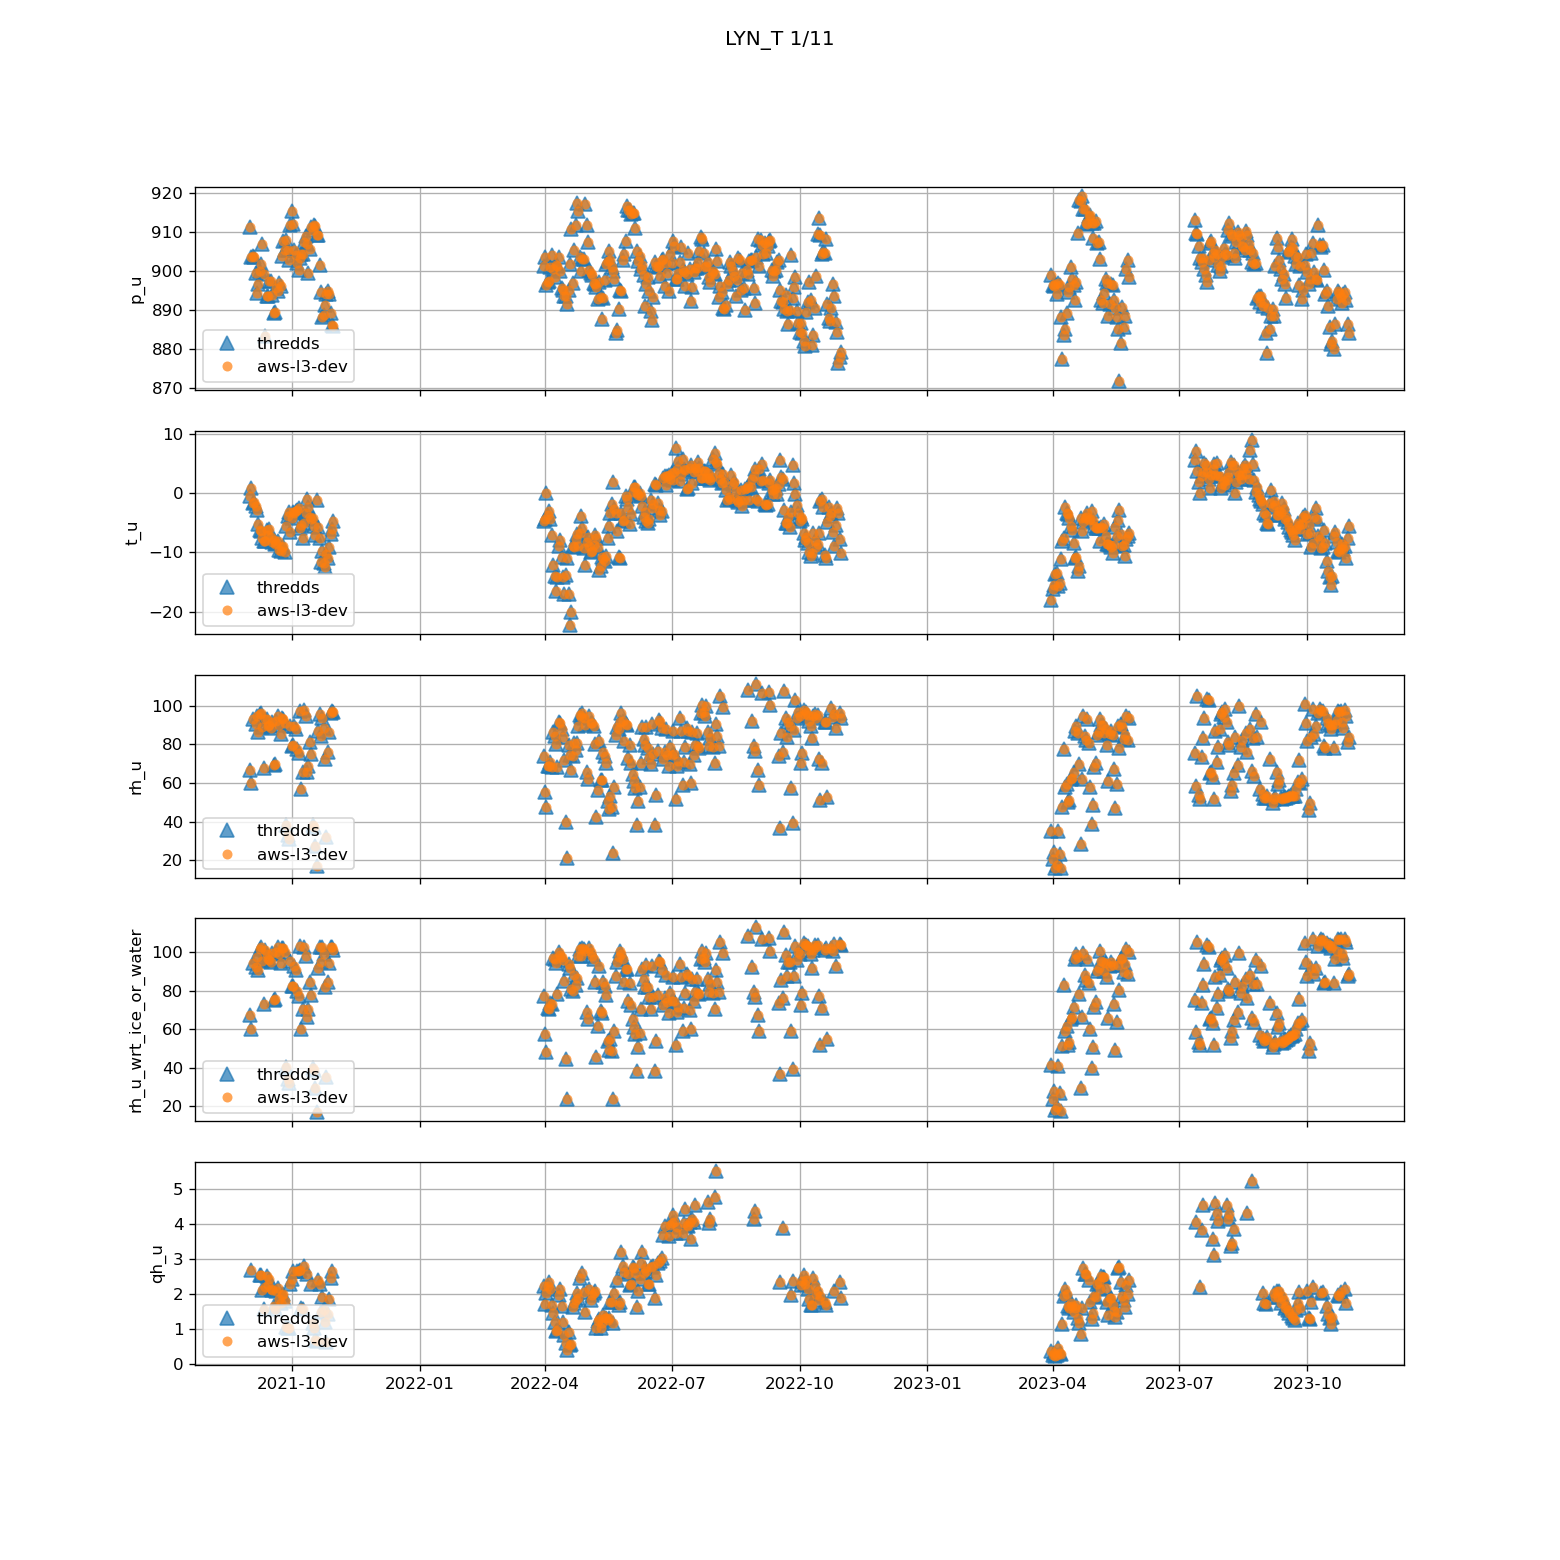 LYN_T 1/11
920
910
900
890
880
870
p_u
thredds
aws-l3-dev
10
0
−10
−20
t_u
thredds
aws-l3-dev
100
80
60
40
20
rh_u
thredds
aws-l3-dev
100
80
60
40
20
rh_u_wrt_ice_or_water
thredds
aws-l3-dev
5
4
3
2
1
0
qh_u
thredds
aws-l3-dev
2021-10 2022-01 2022-04 2022-07 2022-10 2023-01 2023-04 2023-07 2023-10